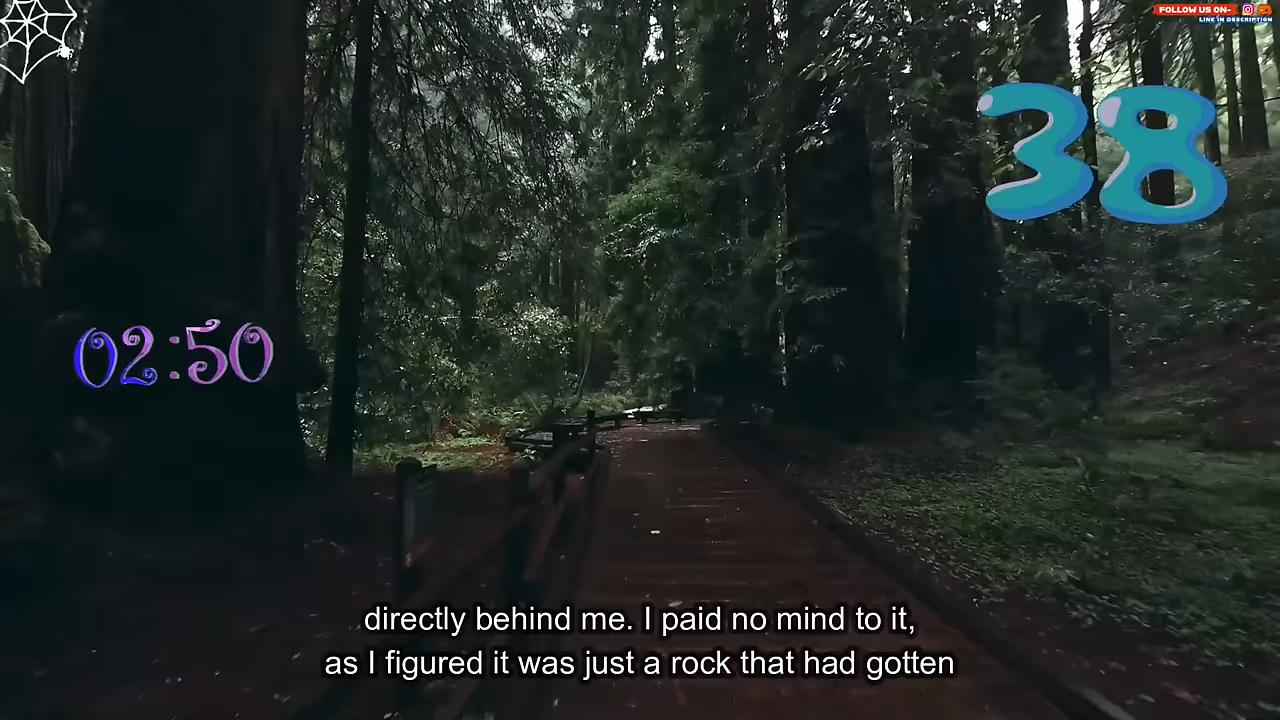 FOLLOW US ON-
LINK IN DESCRIPTION
38
02:50
directly behind me. I paid no mind to it,
as I figured it was just a rock that had gotten